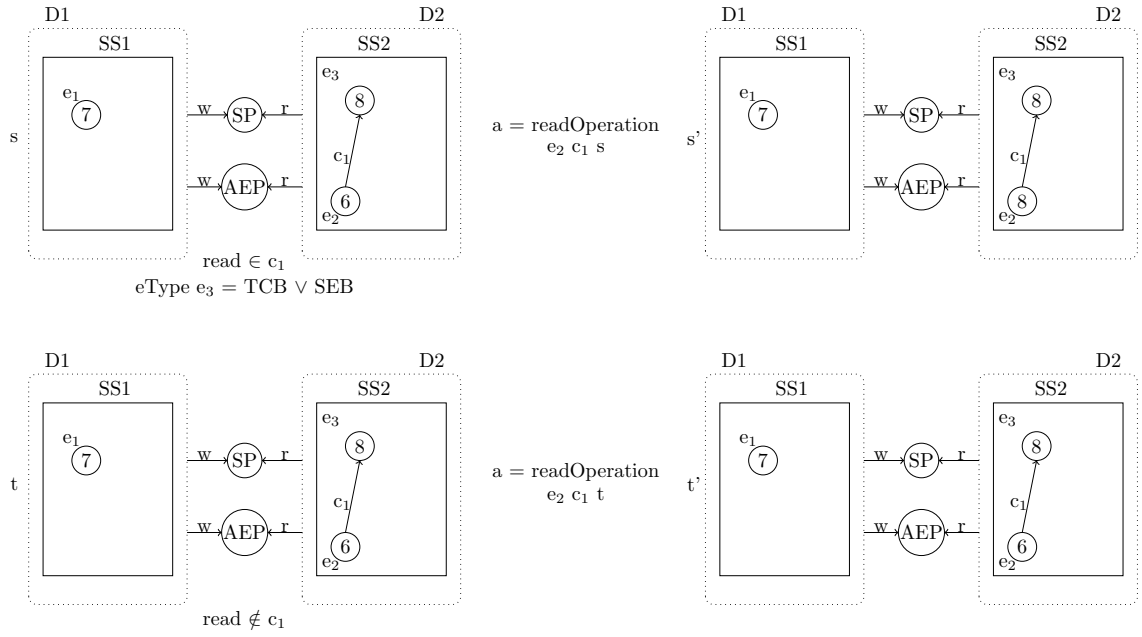 D1 D2 D1 D2
SS1 SS2 SS1 SS2
e3 e3
e1 8 e1 8
7 w SP r 7 w SP r
a = readOperation
s s'
e2 c1 s
c1 c1
w AEP r w AEP r
6 8
e2 e2
read ∈ c1
eType e3 = TCB ∨ SEB
D1 D2 D1 D2
SS1 SS2 SS1 SS2
e3 e3
e1 8 e1 8
7 w SP r 7 w SP r
a = readOperation
t t'
e2 c1 t
c1 c1
w AEP r w AEP r
6 6
e2 e2
read ∉ c1